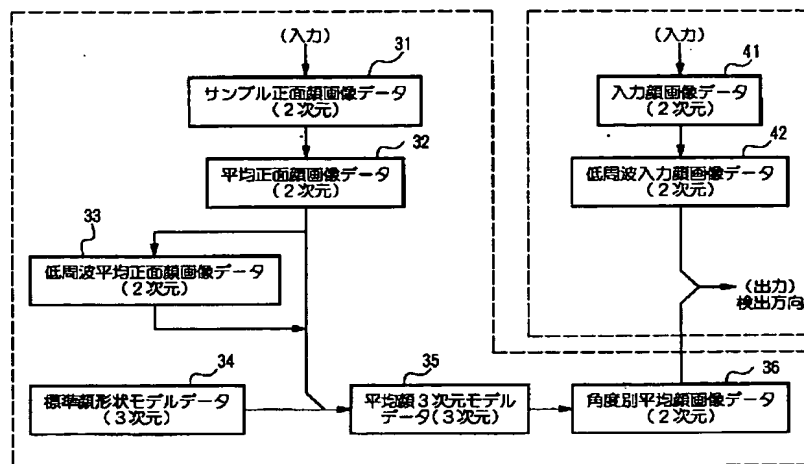 (入力)
31
サンプル正面顔画像データ
(2次元)
32
平均正面顔画像データ
(2次元)
33
低周波平均正面顔画像データ
(2次元)
34
標準顔形状モデルデータ
(3次元)
35
平均顔3次元モデル
データ(3次元)
36
角度別平均顔画像データ
(2次元)
(入力)
41
入力顔画像データ
(2次元)
42
低周波入力顔画像データ
(2次元)
(出力)
検出方向